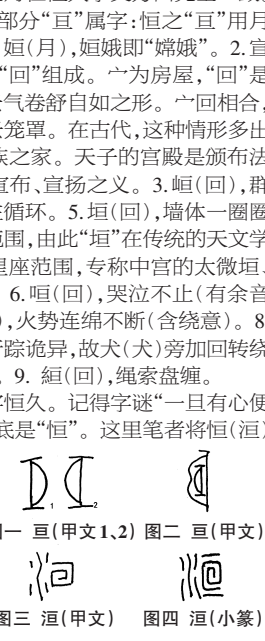 部分“亘”属字：恒之“亘”用月
姮（月），姮娥即“嫦娥”。2.宣
“回”组成。宀为房屋，“回”是
气卷舒自如之形。宀回相合，
笼罩。在古代，这种情形多出
族之家。天子的宫殿是颁布法
宣布、宣扬之义。3.峘（回），群
循环。5.垣（回），墙体一圈圈
范围，由此“垣”在传统的天文学
星座范围，专称中宫的太微垣、
6.咺（回），哭泣不止（有余音
），火势连绵不断（含绕意）。8
行踪诡异，故犬（犬）旁加回转绕
。9.絙（回），绳索盘缠。
恒久。记得字谜“一旦有心便
底是“恒”。这里笔者将恒（洹）
图一 亘（甲文1、2） 图二 亘（甲文）
图三 洹（甲文） 图四 洹（小篆）